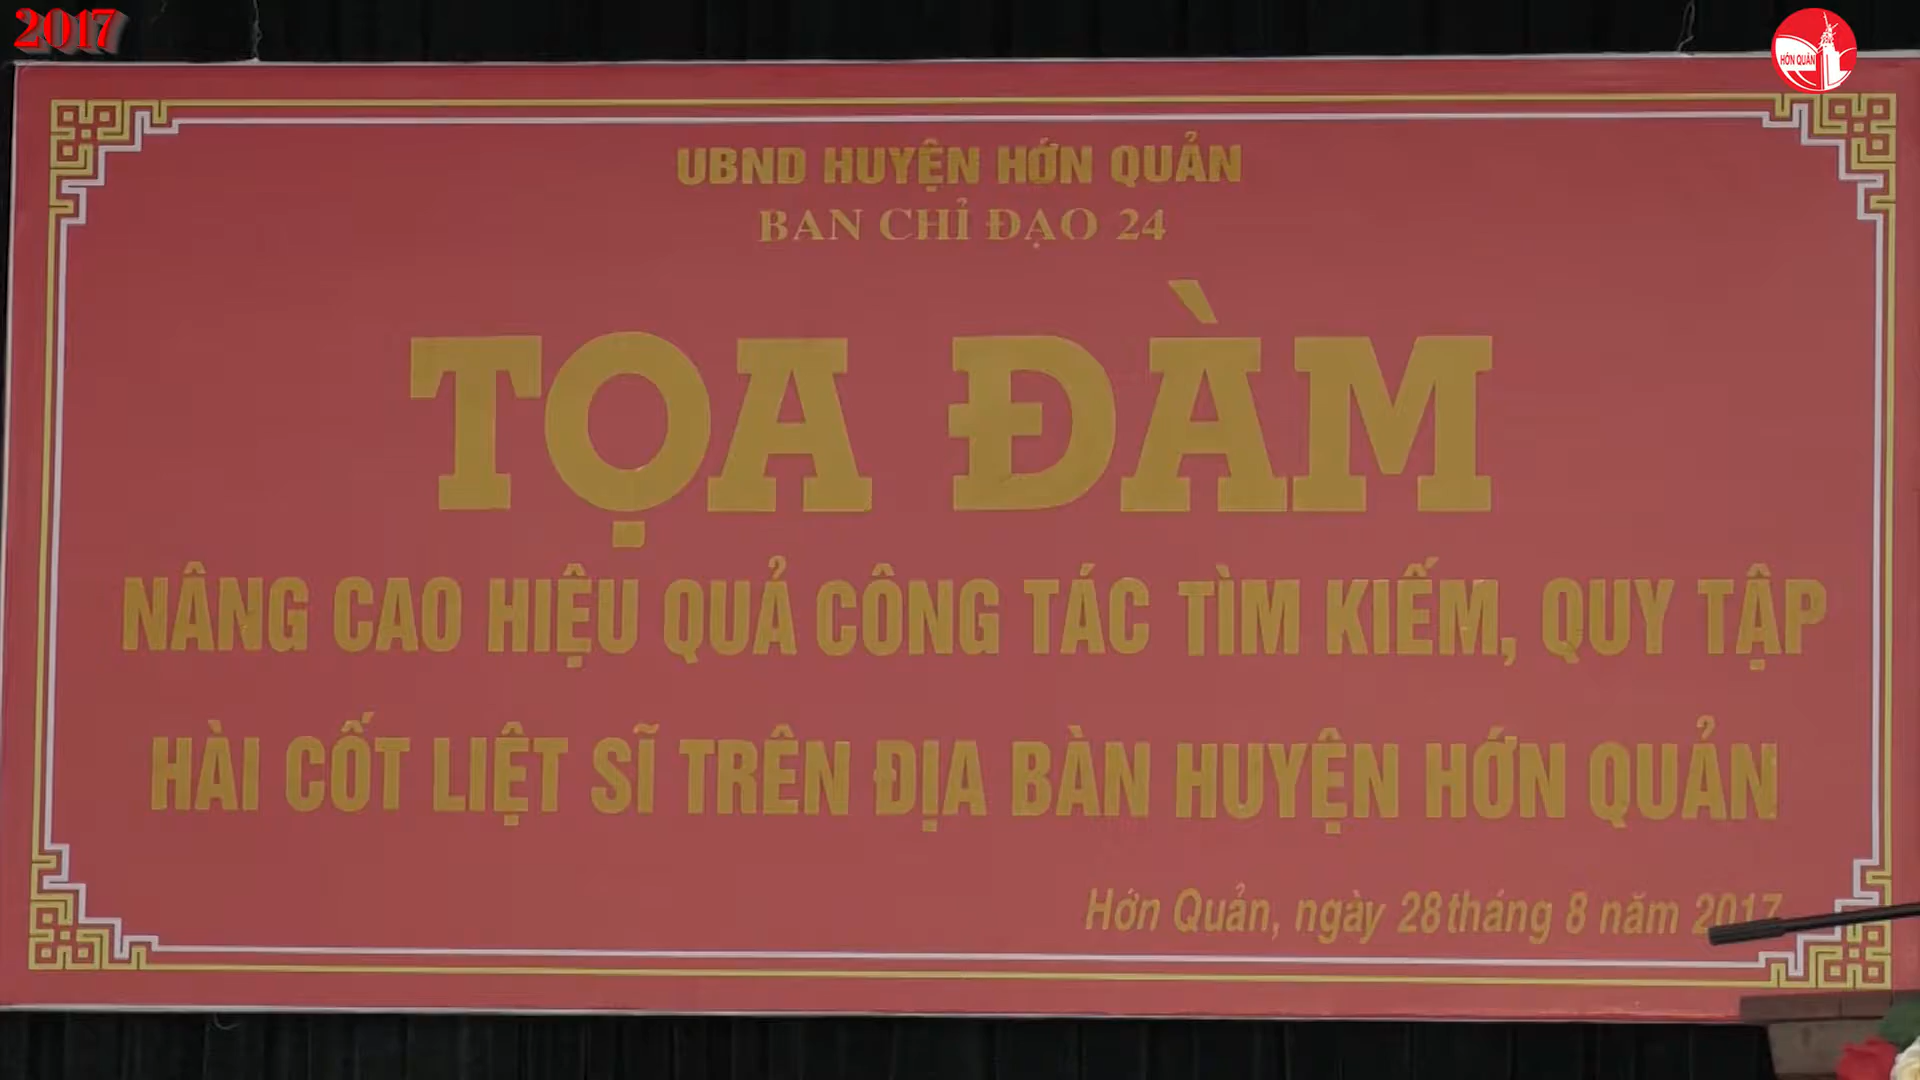 2017
HỚN QUẢN
UBND HUYỆN HỚN QUẢN
BAN CHỈ ĐẠO 24
TỌA ĐÀM
NÂNG CAO HIỆU QUẢ CÔNG TÁC TÌM KIẾM, QUY TẬP
HÀI CỐT LIỆT SĨ TRÊN ĐỊA BÀN HUYỆN HỚN QUẢN
Hớn Quản, ngày 28 tháng 8 năm 2017